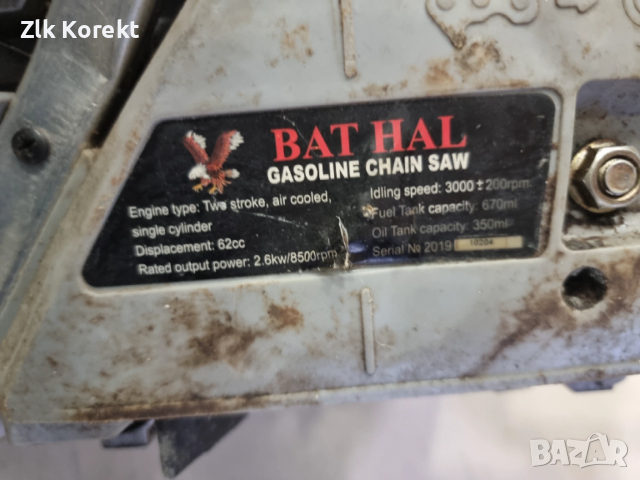 Zlk Korekt
BAT HAL
GASOLINE CHAIN SAW
Engine type: Two stroke, air cooled,
single cylinder
Displacement: 62cc
Rated output power: 2.6kw/8500rpm
Idling speed: 3000±200rpm
Fuel Tank capacity: 670ml
Oil Tank capacity: 350ml
Serial № 2019
BAZAR